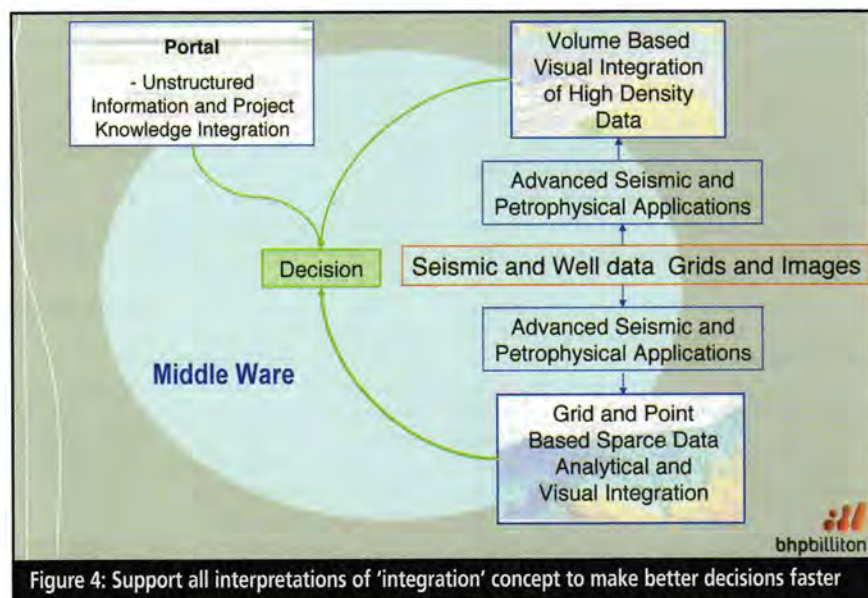 Portal
- Unstructured
Information and Project
Knowledge Integration
Volume Based
Visual Integration
of High Density
Data
Advanced Seismic and
Petrophysical Applications
Decision
Seismic and Well data Grids and Images
Advanced Seismic and
Petrophysical Applications
Middle Ware
Grid and Point
Based Sparce Data
Analytical and
Visual Integration
bhpbilliton
Figure 4: Support all interpretations of 'integration' concept to make better decisions faster